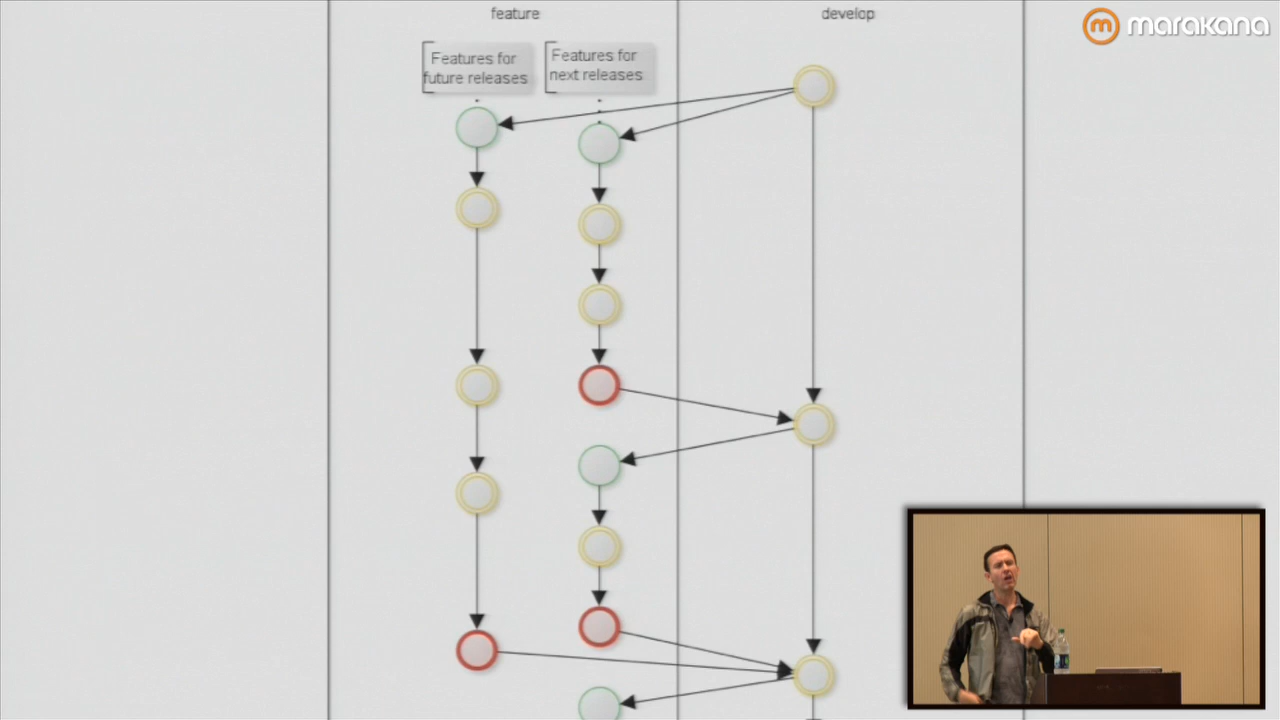 feature
develop
marakana
Features for
future releases
Features for
next releases